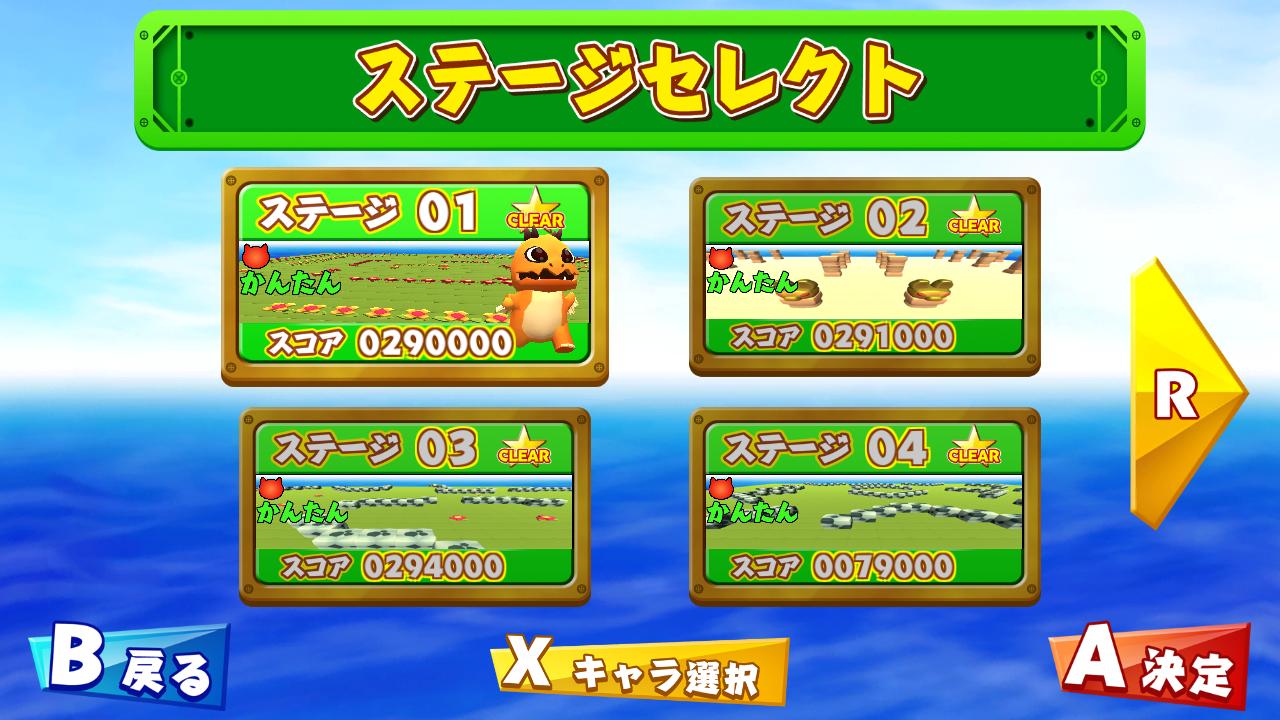 ステージセレクト
ステージ 01
CLEAR
かんたん
スコア 0290000
ステージ 02
CLEAR
かんたん
スコア 0291000
ステージ 03
CLEAR
かんたん
スコア 0294000
ステージ 04
CLEAR
かんたん
スコア 0079000
R
B 戻る
X キャラ選択
A 決定